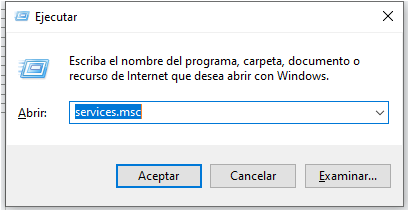 Ejecutar
Escriba el nombre del programa, carpeta, documento o
recurso de Internet que desea abrir con Windows.
Abrir: services.msc
Aceptar Cancelar Examinar...